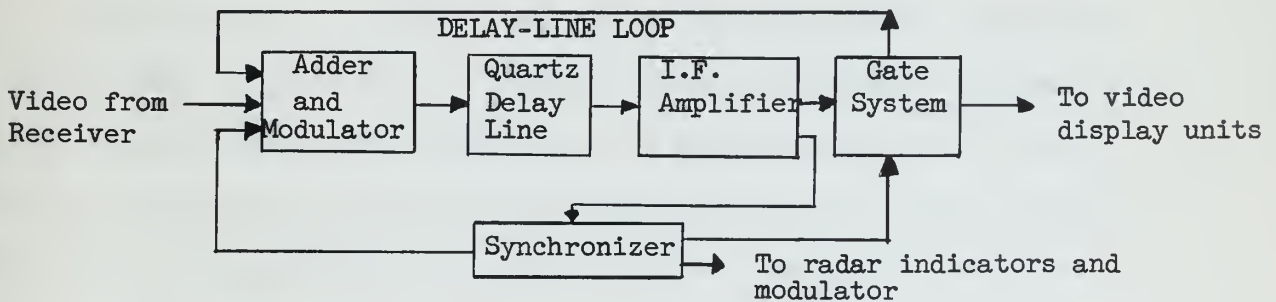 DELAY-LINE LOOP
Video from
Receiver
Adder
and
Modulator
Quartz
Delay
Line
I.F.
Amplifier
Gate
System
To video
display units
Synchronizer
To radar indicators and
modulator